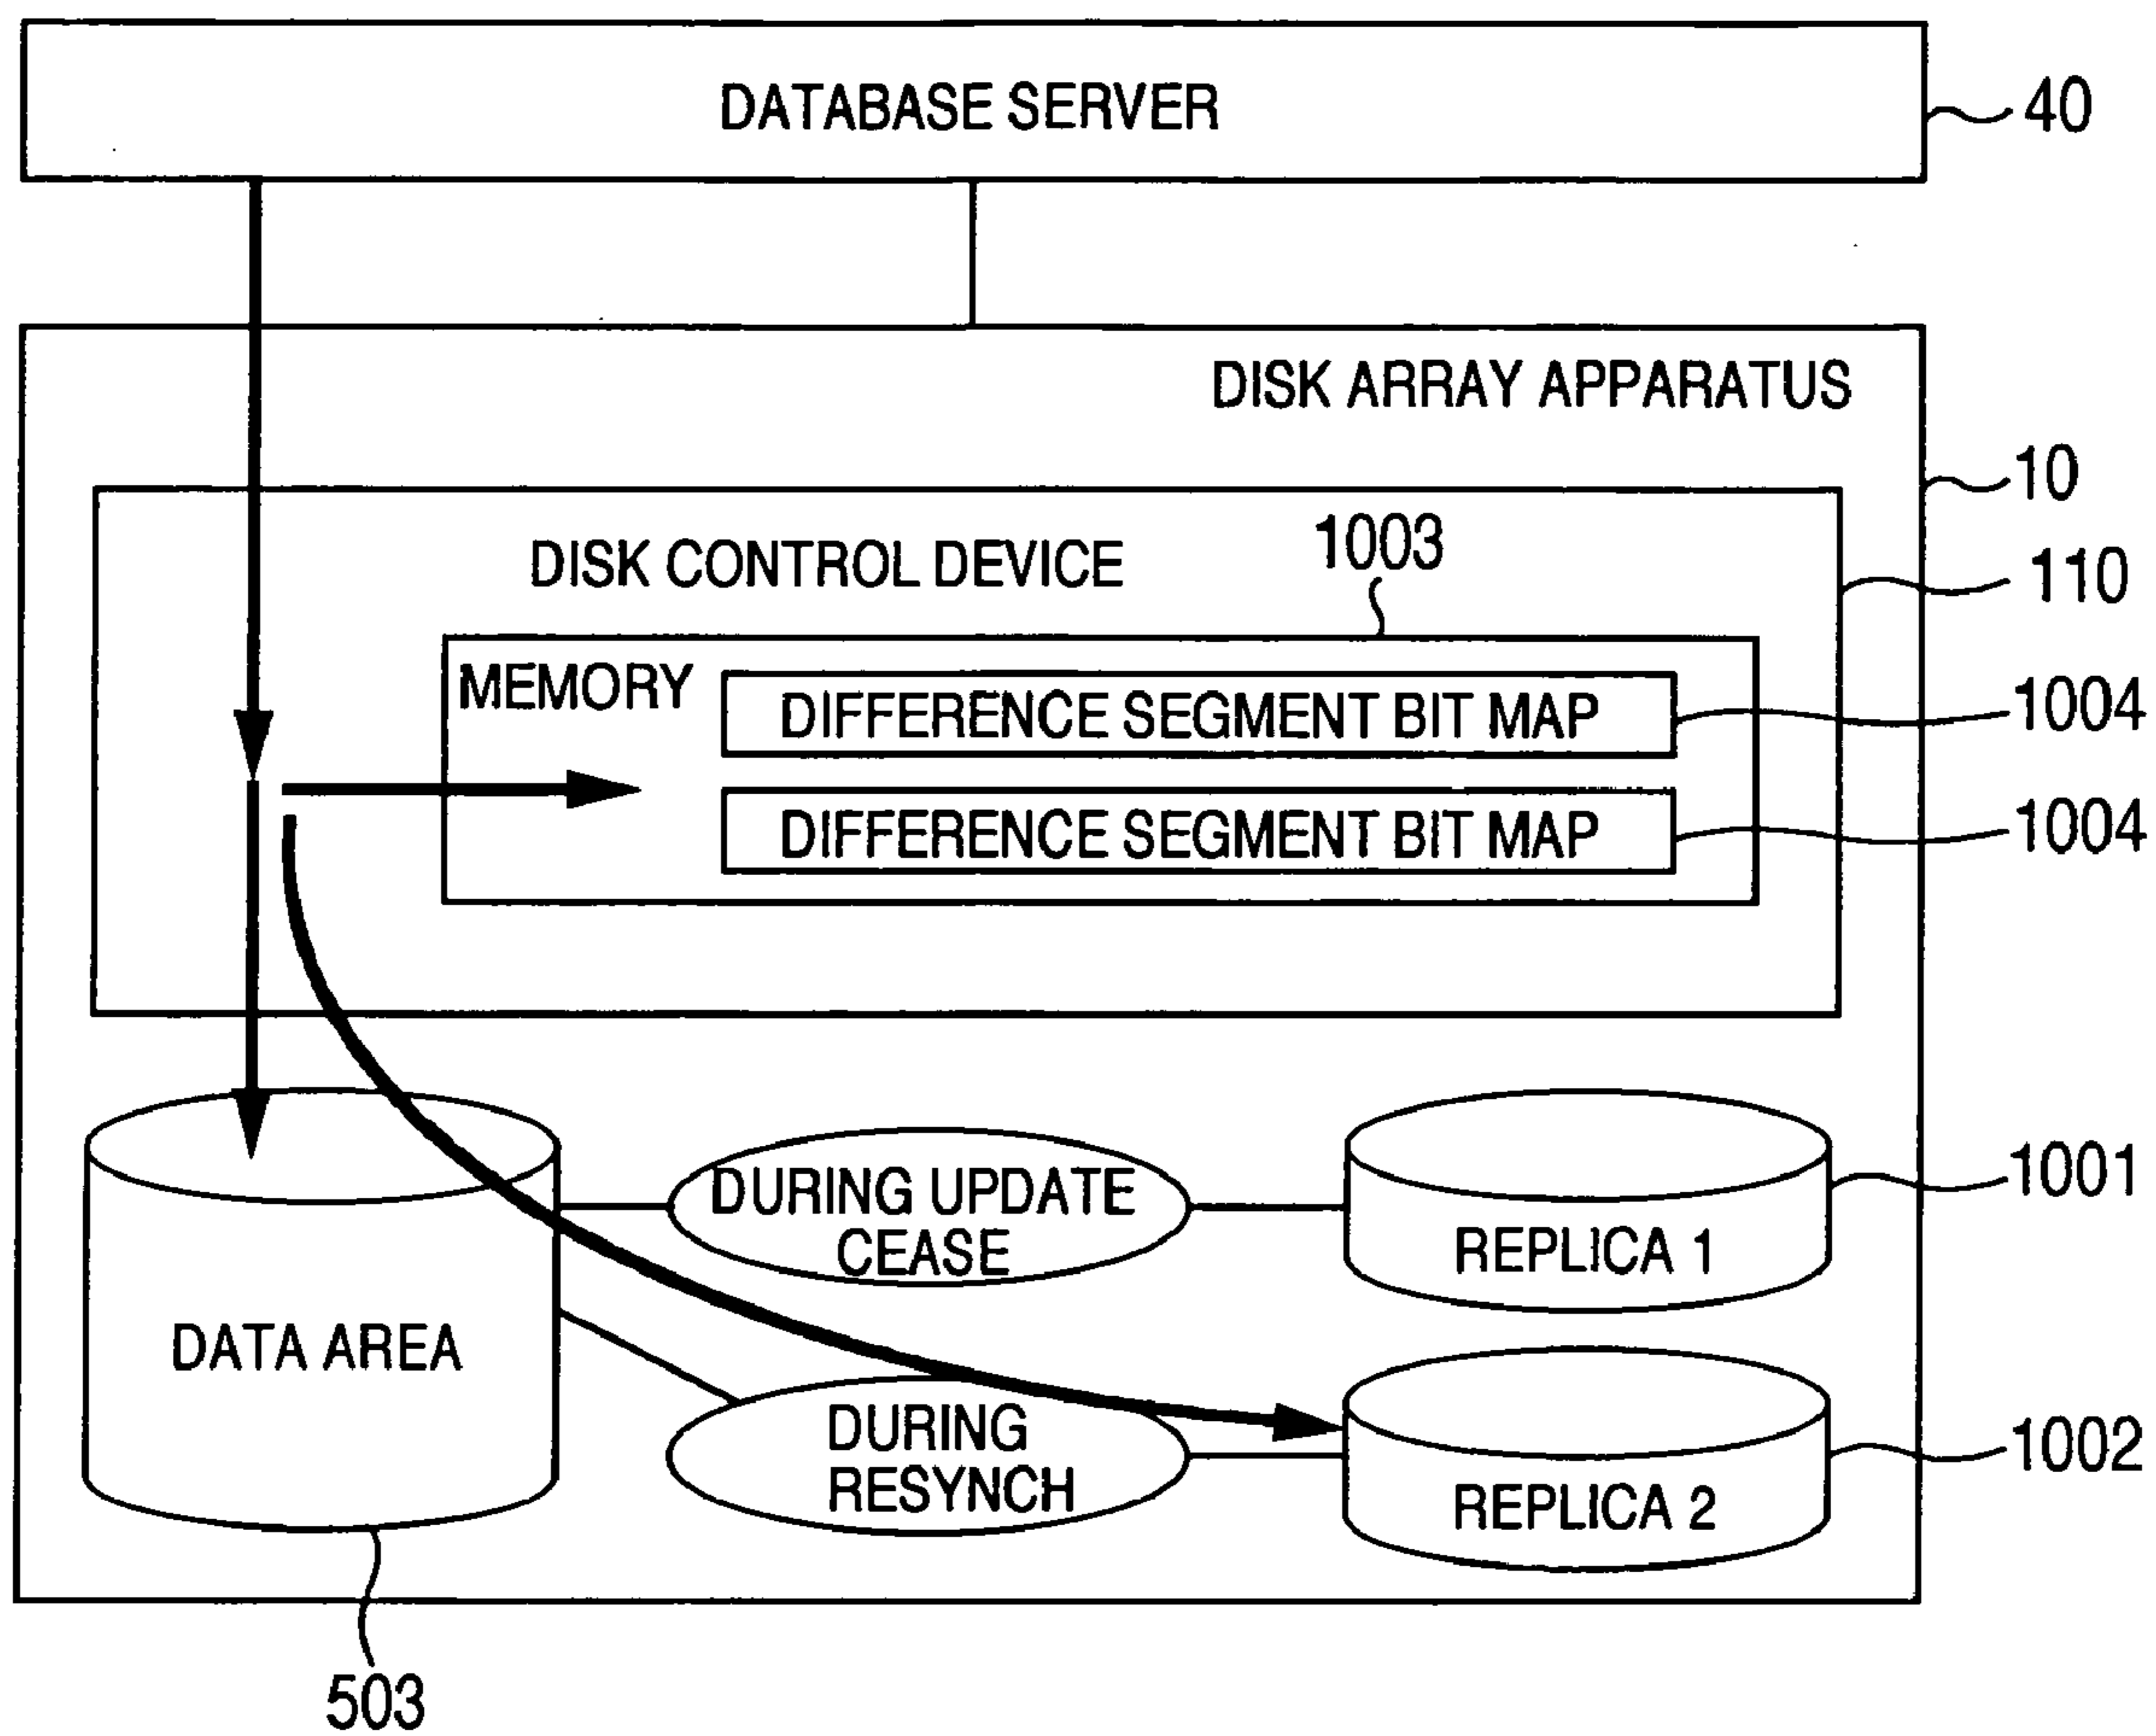 DATABASE SERVER
40
DISK ARRAY APPARATUS
10
DISK CONTROL DEVICE
1003
110
MEMORY
DIFFERENCE SEGMENT BIT MAP
1004
DIFFERENCE SEGMENT BIT MAP
1004
DURING UPDATE
CEASE
REPLICA 1
1001
DATA AREA
DURING
RESYNCH
REPLICA 2
1002
503